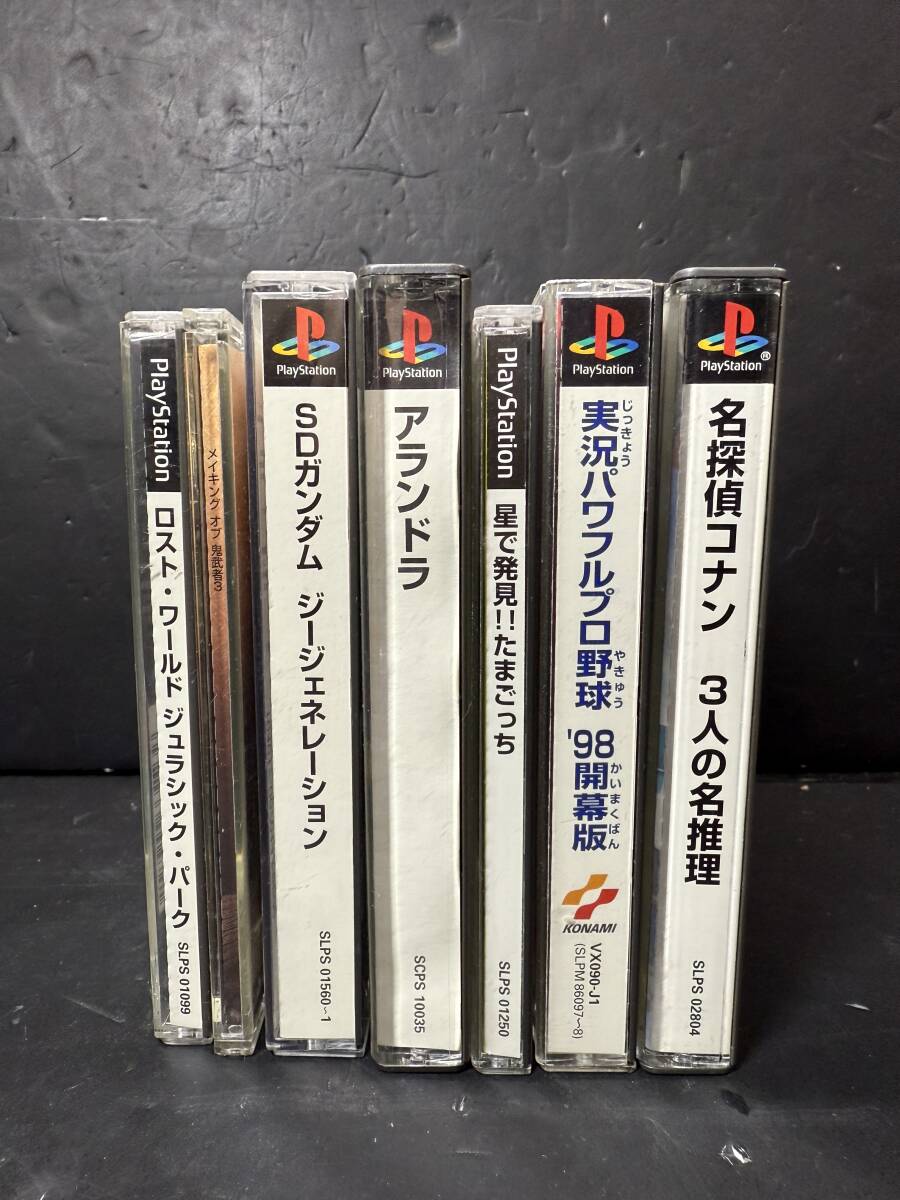 PlayStation
ロスト・ワールド ジュラシック・パーク
SLPS 01099
メイキング オブ 鬼武者3
PlayStation
SDガンダム ジージェネレーション
SLPS 01560~1
PlayStation
アランドラ
SCPS 10035
PlayStation
星で発見!!たまごっち
SLPS 01250
PlayStation
実況パワフルプロ野球 '98開幕版
じっきょう
やきゅう
かいまくばん
KONAMI
VX090-J1
(SLPM 86097~8)
PlayStation®
名探偵コナン 3人の名推理
SLPS 02804